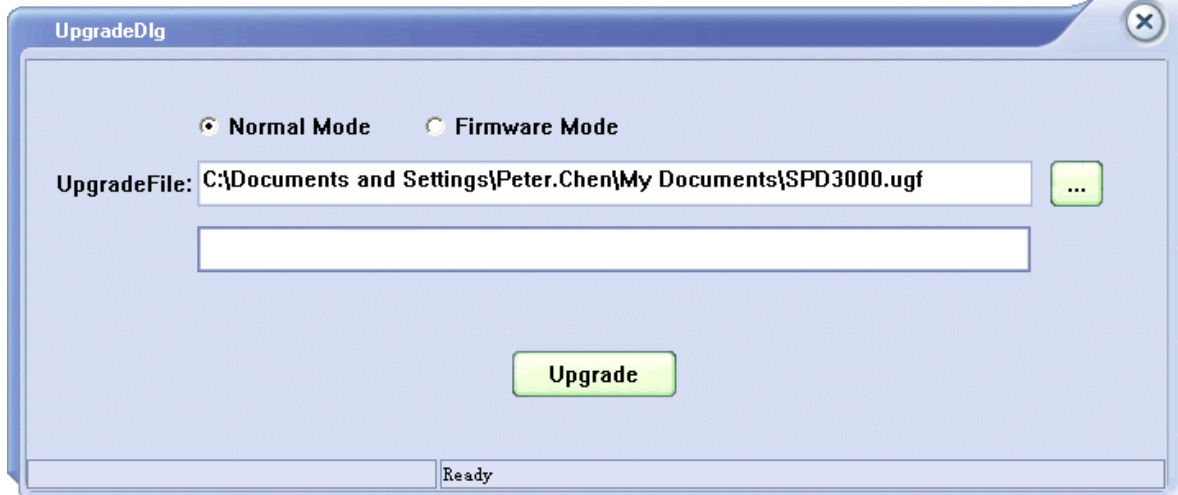 UpgradeDlg
Normal Mode Firmware Mode
UpgradeFile: C:\Documents and Settings\Peter.Chen\My Documents\SPD3000.ugf ...
Upgrade
Ready